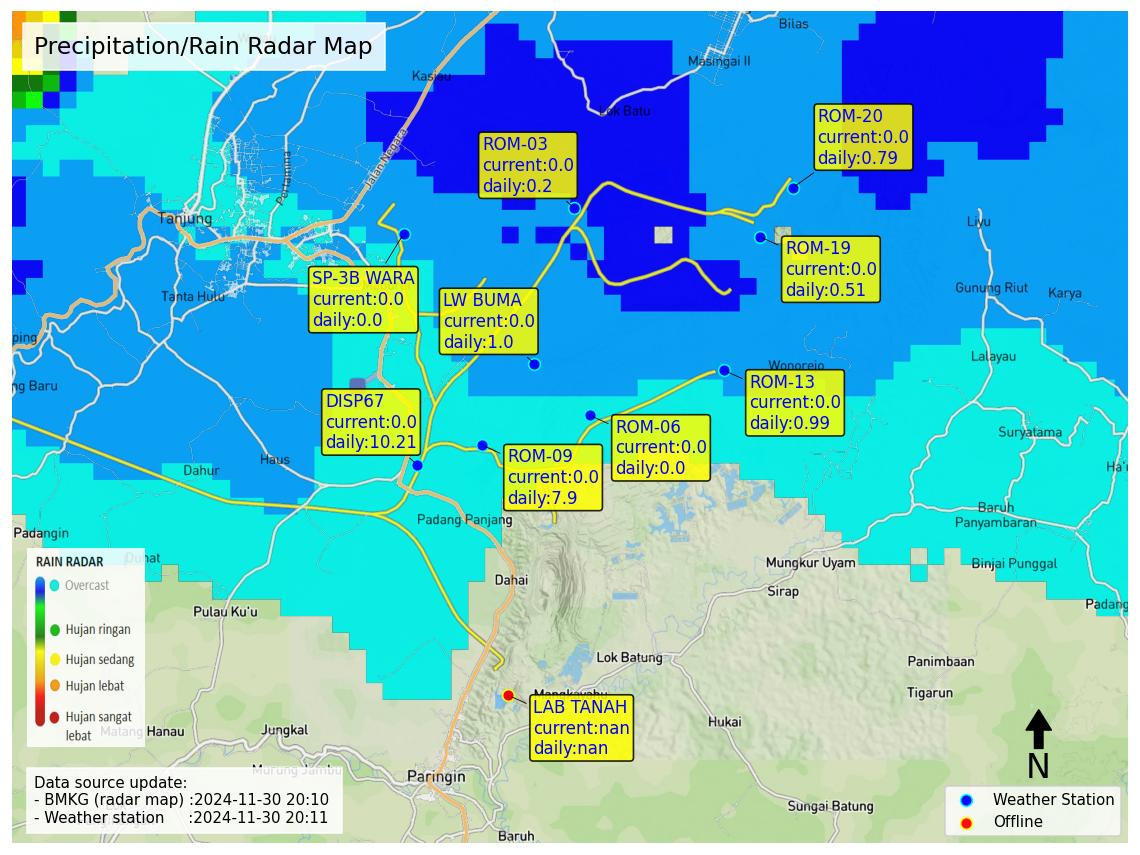 Precipitation/Rain Radar Map
Bilas
Masingai II
Kasiau
Lok Batu
Jalan Negara
Pertamina
Tanjung
Tanta Hulu
ping
ng Baru
ROM-03
current:0.0
daily:0.2
ROM-20
current:0.0
daily:0.79
ROM-19
current:0.0
daily:0.51
SP-3B WARA
current:0.0
daily:0.0
LW BUMA
current:0.0
daily:1.0
Liyu
Gunung Riut
Karya
Lalayau
Wonorejo
ROM-13
current:0.0
daily:0.99
DISP67
current:0.0
daily:10.21
ROM-06
current:0.0
daily:0.0
ROM-09
current:0.0
daily:7.9
Suryatama
Haus
Dahur
Padangin
Padang Panjang
Baruh
Panyambaran
Binjai Punggal
Mungkur Uyam
Sirap
Padang
Dahai
Pulau Ku'u
Lok Batung
Panimbaan
Tigarun
Hukai
LAB TANAH
current:nan
daily:nan
RAIN RADAR
Overcast
Hujan ringan
Hujan sedang
Hujan lebat
Hujan sangat
lebat
Matang Hanau
Jungkal
Murung Jambu
Paringin
Sungai Batung
Baruh
Data source update:
- BMKG (radar map) :2024-11-30 20:10
- Weather station :2024-11-30 20:11
N
Weather Station
Offline